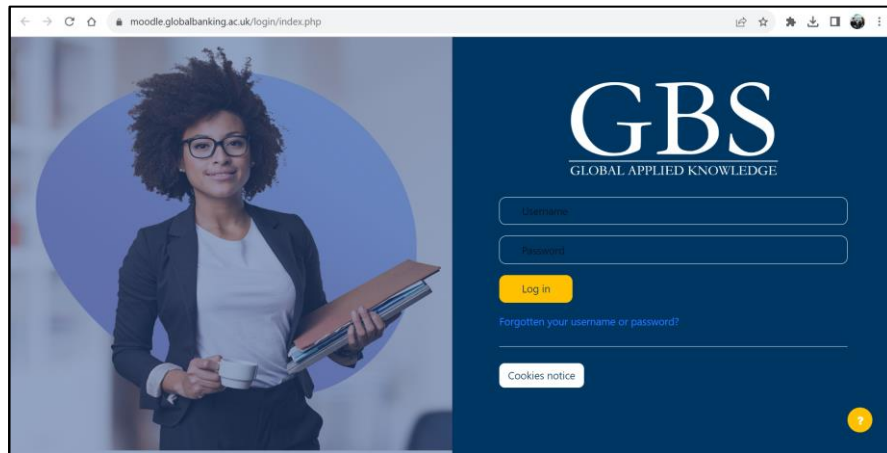 moodle.globalbanking.ac.uk/login/index.php
GBS
GLOBAL APPLIED KNOWLEDGE
Username
Password
Log in
Forgotten your username or password?
Cookies notice
?